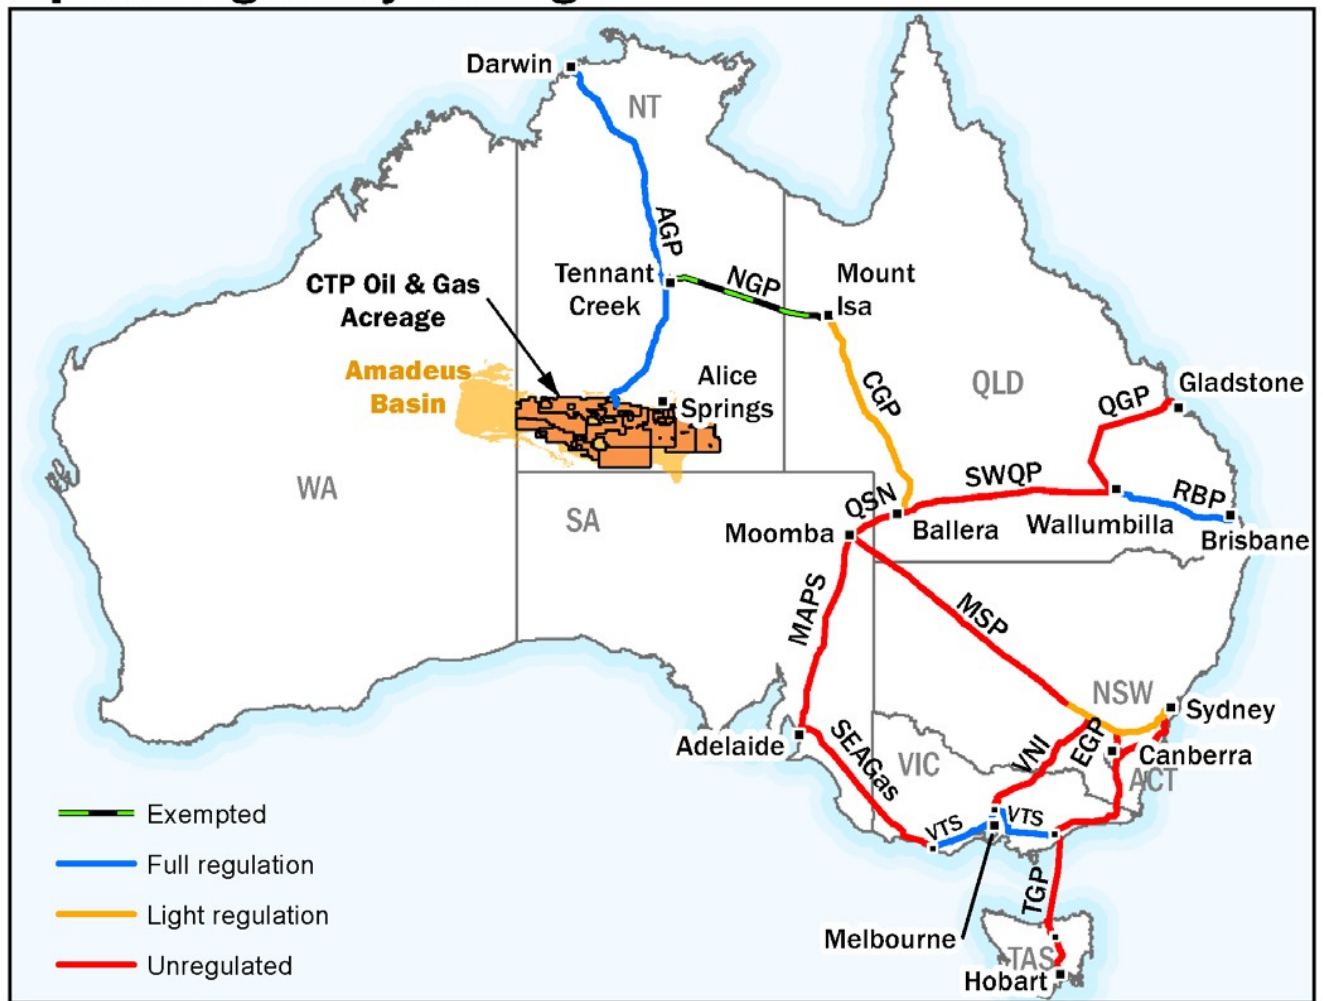 Darwin
NT
AGP
Tennant
Creek
NGP
Mount
Isa
CTP Oil & Gas
Acreage
Amadeus
Basin
Alice
Springs
CGP
QLD
Gladstone
QGP
WA
SA
SWQP
QSN
RBP
Moomba
Ballera
Wallumbilla
Brisbane
MAPS
MSP
NSW
Sydney
Adelaide
SEAGas
VIC
VNI
EGP
Canberra
ACT
VTS
VTS
TGP
Melbourne
TAS
Hobart
Exempted
Full regulation
Light regulation
Unregulated